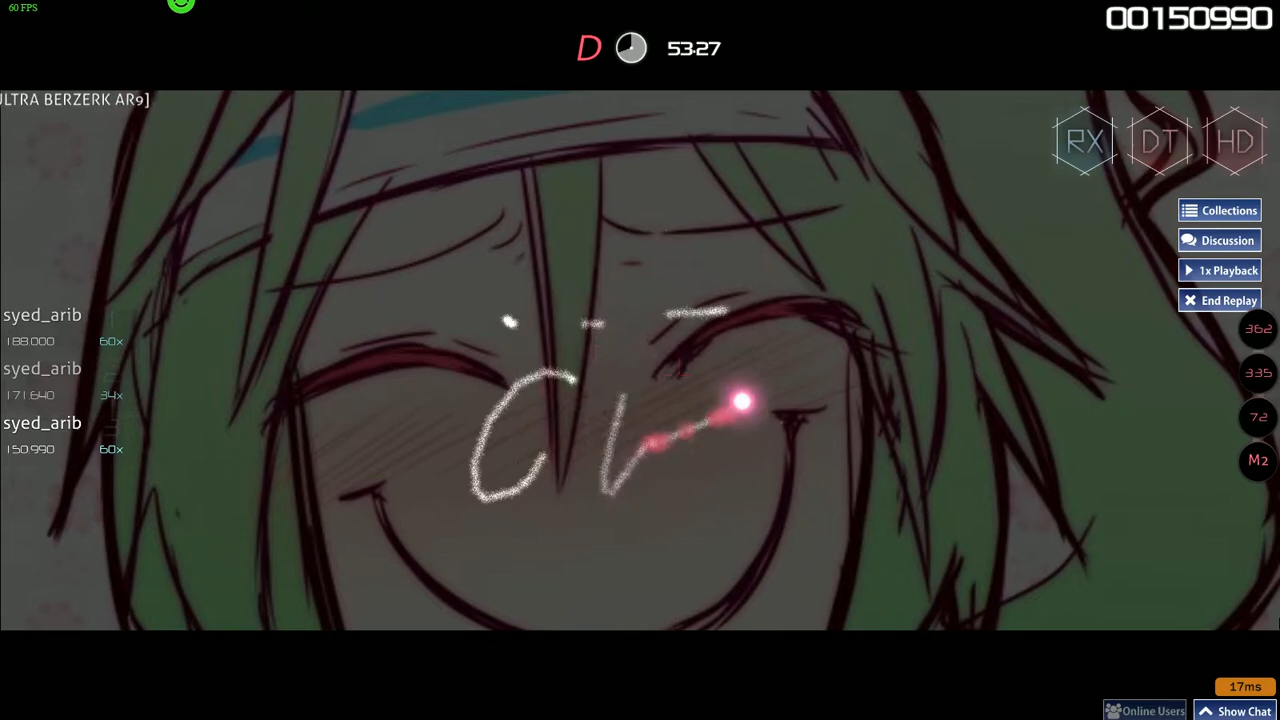 60 FPS
00150990
D 53.27
ULTRA BERZERK AR9]
RX DT HD
Collections
Discussion
1x Playback
End Replay
syed_arib
188.000 60x
syed_arib
171.640 34x
syed_arib
150.990 60x
362
335
72
M2
17ms
Online Users
Show Chat